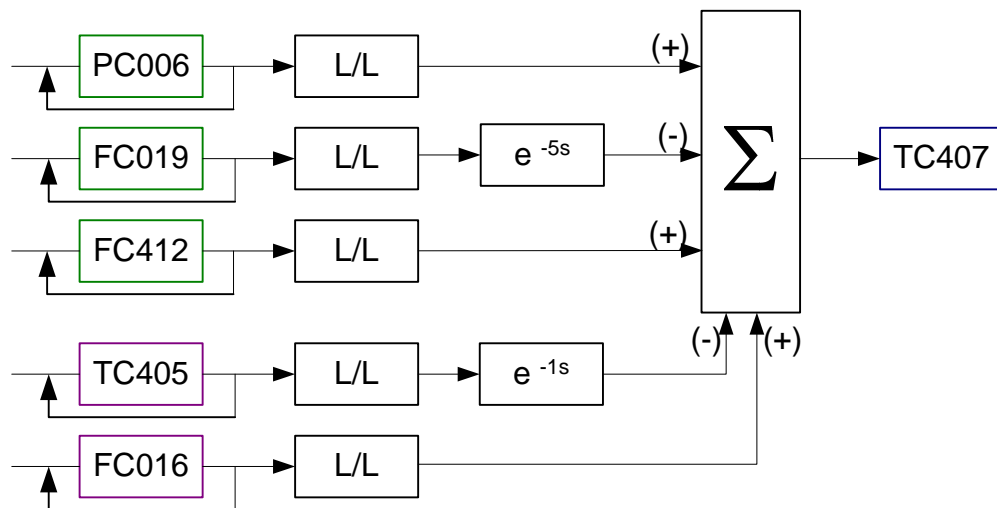 PC006 L/L (+)
FC019 L/L e -5s (-) Σ TC407
FC412 L/L (+)
(-) (+)
TC405 L/L e -1s
FC016 L/L